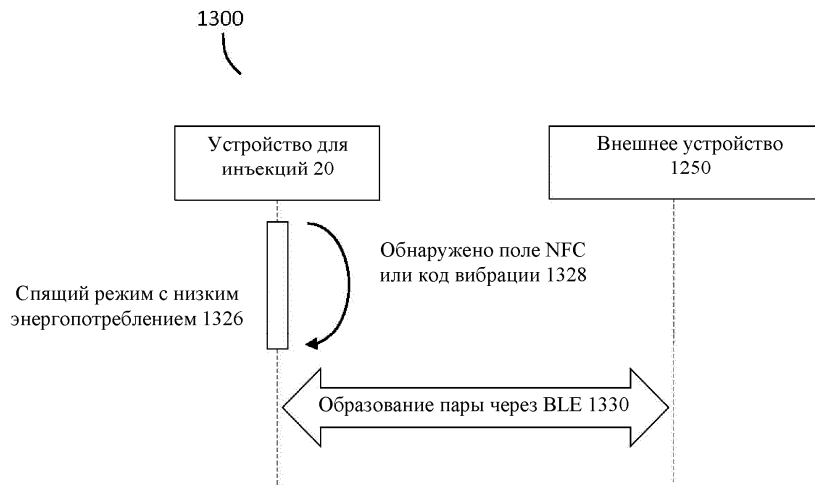 1300
Устройство для
инъекций 20
Внешнее устройство
1250
Обнаружено поле NFC
или код вибрации 1328
Спящий режим с низким
энергопотреблением 1326
Образование пары через BLE 1330